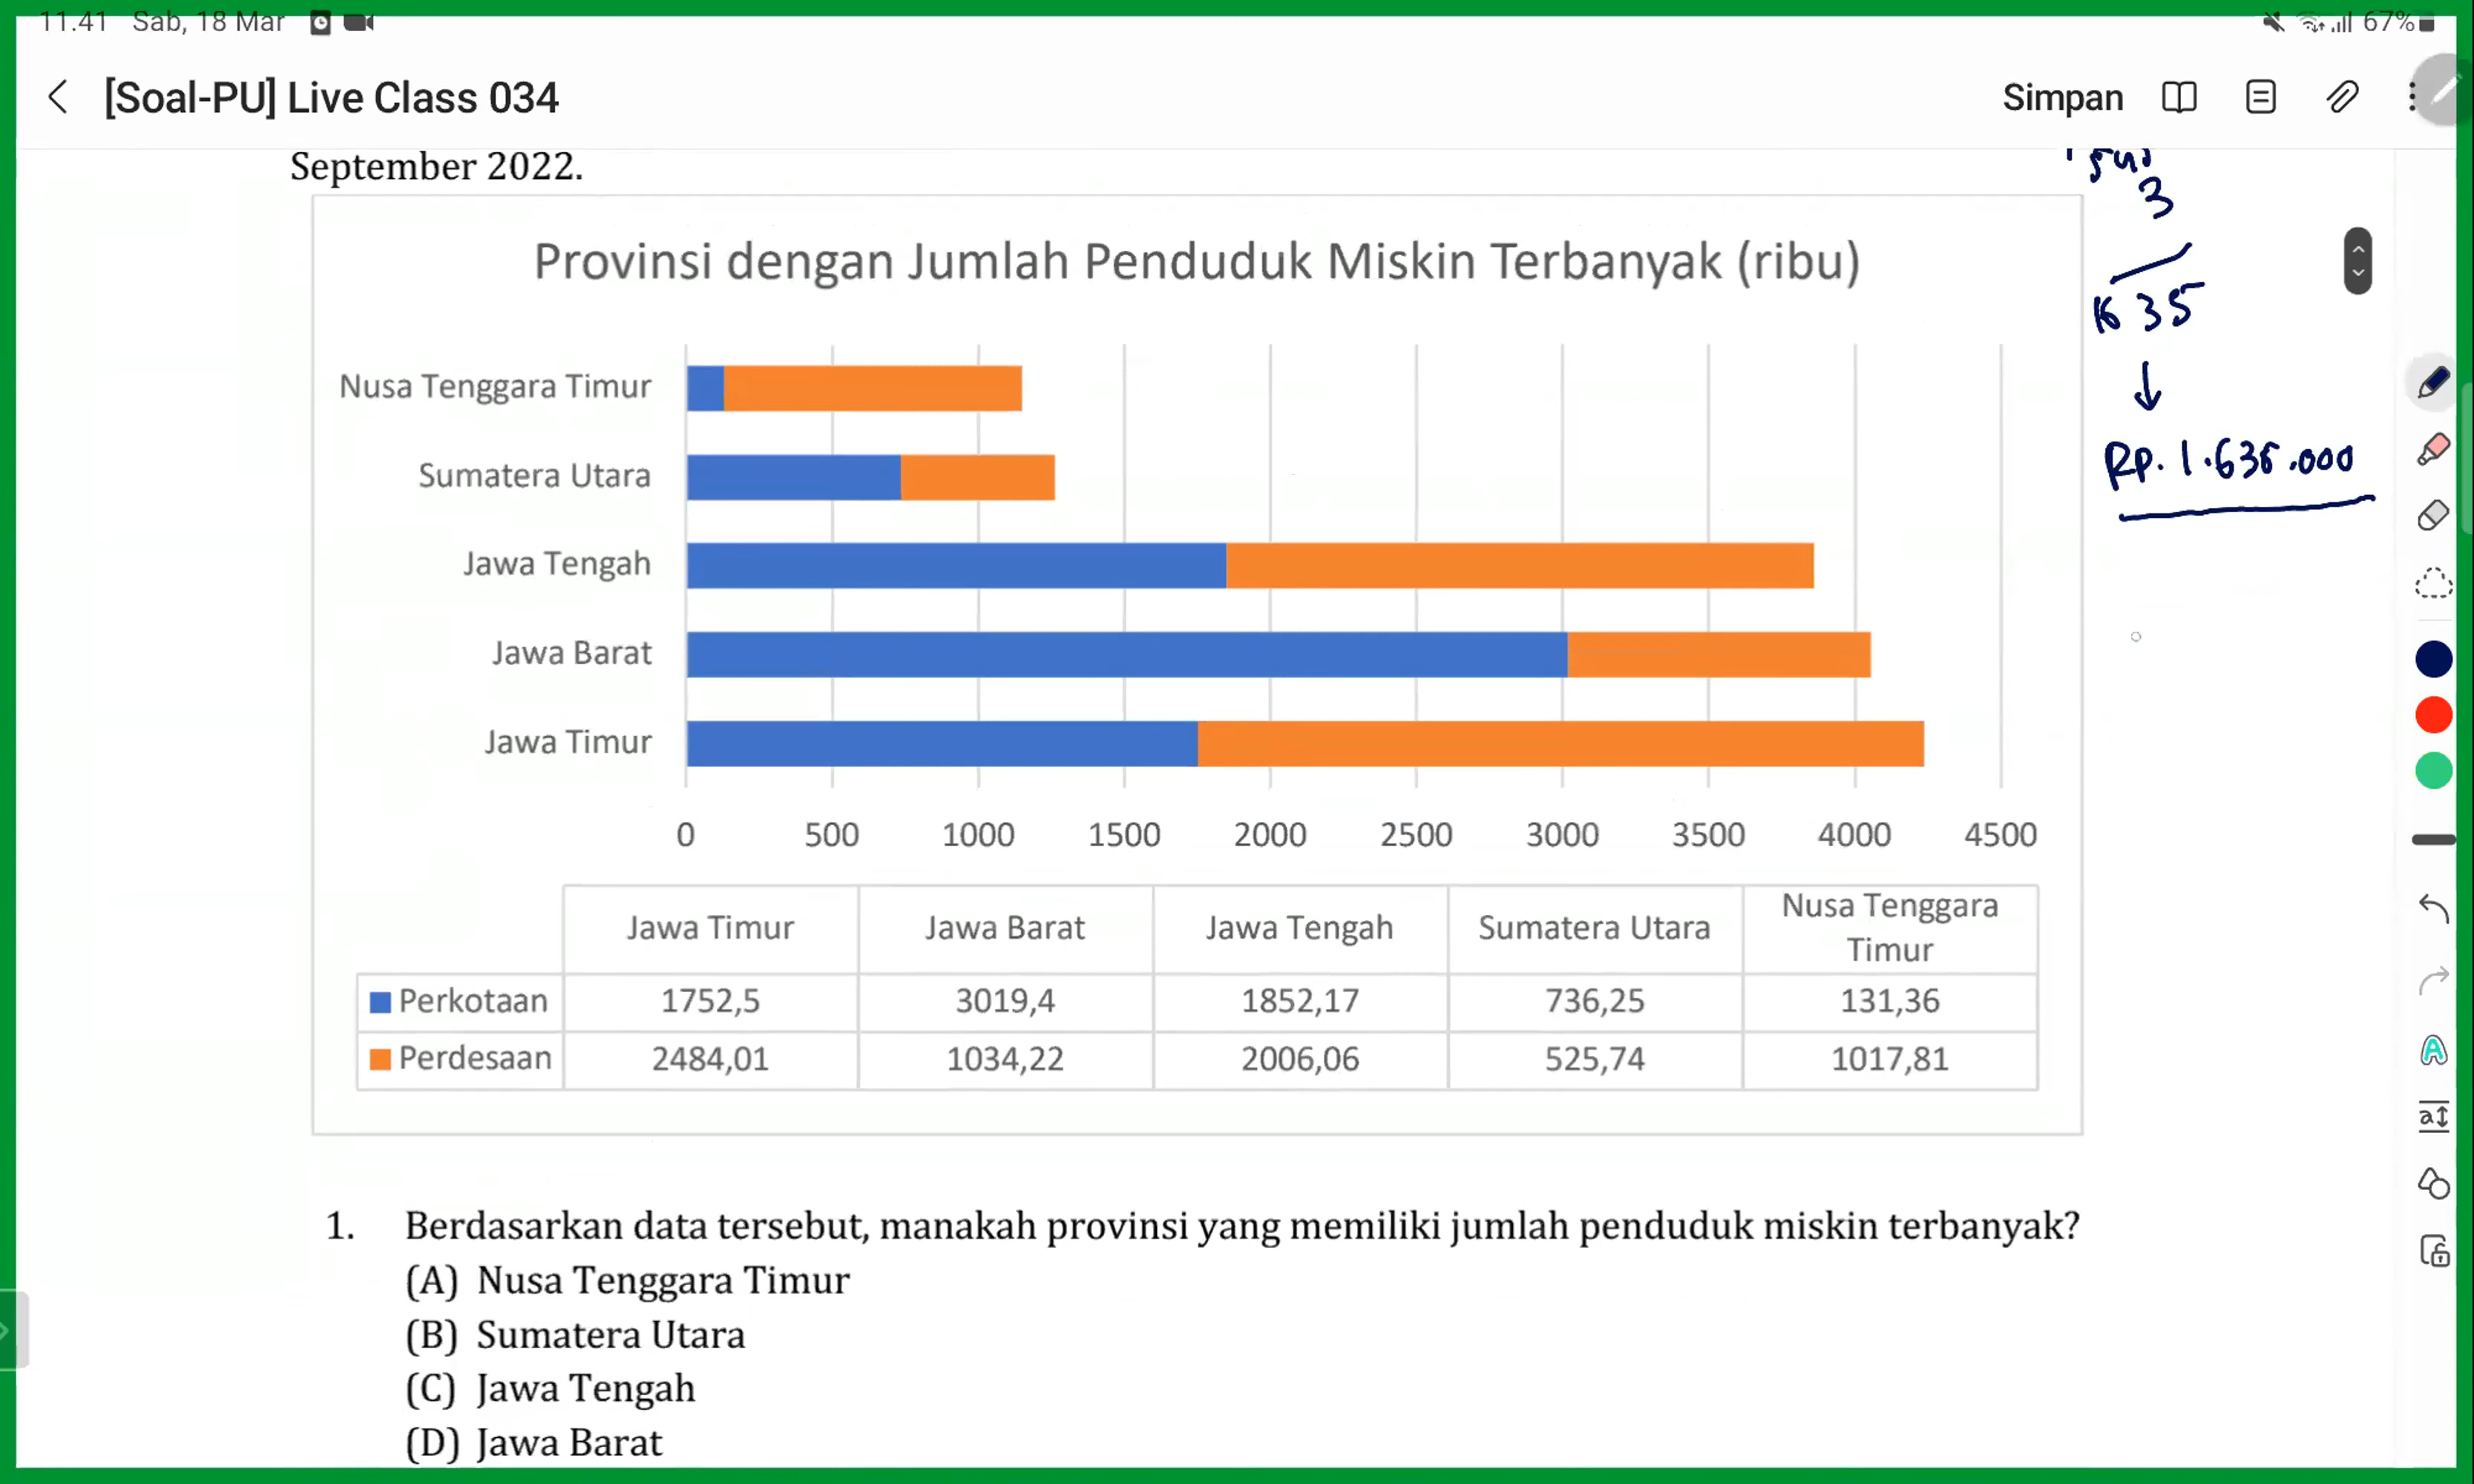 11.41 Sab, 18 Mar
67%
[Soal-PU] Live Class 034
Simpan
September 2022.
3
1635
Rp. 1.635.000
Provinsi dengan Jumlah Penduduk Miskin Terbanyak (ribu)
Nusa Tenggara Timur
Sumatera Utara
Jawa Tengah
Jawa Barat
Jawa Timur
0 500 1000 1500 2000 2500 3000 3500 4000 4500
Jawa Timur Jawa Barat Jawa Tengah Sumatera Utara Nusa Tenggara Timur
Perkotaan 1752,5 3019,4 1852,17 736,25 131,36
Perdesaan 2484,01 1034,22 2006,06 525,74 1017,81
1. Berdasarkan data tersebut, manakah provinsi yang memiliki jumlah penduduk miskin terbanyak?
(A) Nusa Tenggara Timur
(B) Sumatera Utara
(C) Jawa Tengah
(D) Jawa Barat